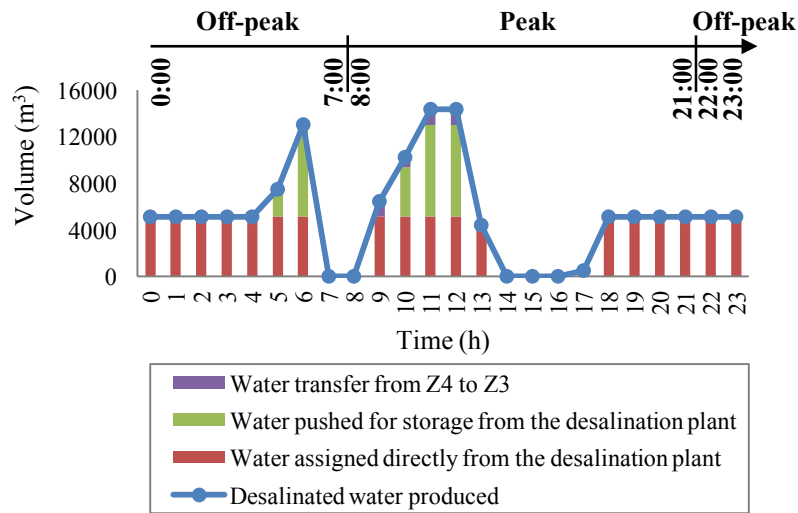 Off-peak Peak Off-peak
0:00 7:00 8:00 21:00 22:00 23:00
Volume (m³)
16000
12000
8000
4000
0
0 1 2 3 4 5 6 7 8 9 10 11 12 13 14 15 16 17 18 19 20 21 22 23
Time (h)
Water transfer from Z4 to Z3
Water pushed for storage from the desalination plant
Water assigned directly from the desalination plant
Desalinated water produced